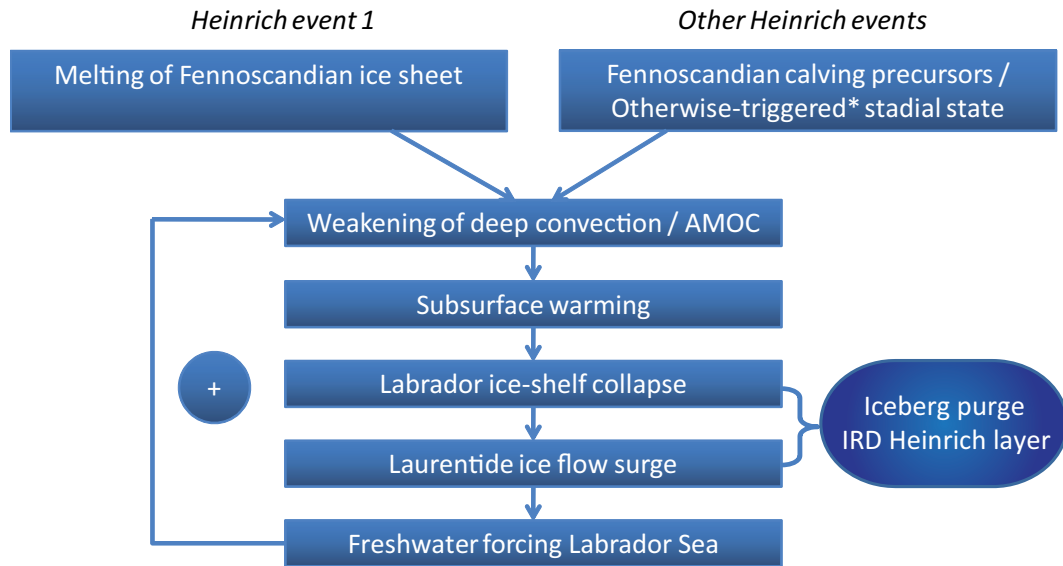 Heinrich event 1
Other Heinrich events
Melting of Fennoscandian ice sheet
Fennoscandian calving precursors /
Otherwise-triggered* stadial state
Weakening of deep convection / AMOC
Subsurface warming
+
Labrador ice-shelf collapse
Iceberg purge
IRD Heinrich layer
Laurentide ice flow surge
Freshwater forcing Labrador Sea